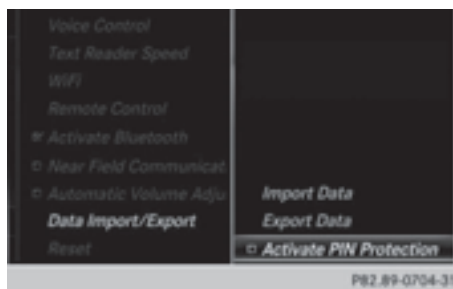 Voice Control
Text Reader Speed
WiFi
Remote Control
Activate Bluetooth
Near Field Communicat
Automatic Volume Adju
Import Data
Data Import/Export
Export Data
Reset
Activate PIN Protection
P82.89-0704-31